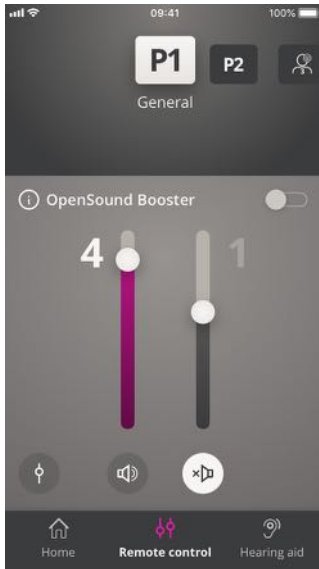 09:41
100%
P1
P2
General
OpenSound Booster
4
1
Home
Remote control
Hearing aid